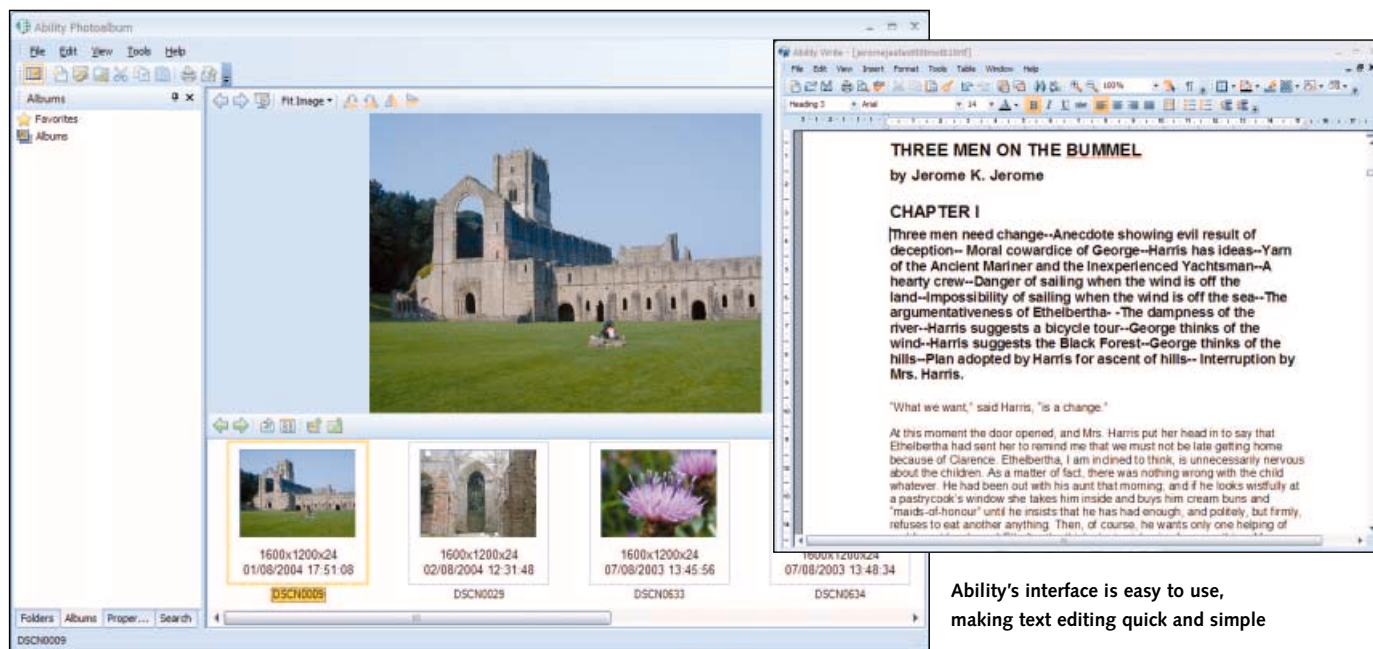 Ability Photoalbum
File Edit View Tools Help
Albums
Favorites
Albums
Fit Image
1600x1200x24
01/08/2004 17:51:08
DSCN0009
1600x1200x24
02/08/2004 12:31:48
DSCN0029
1600x1200x24
07/08/2003 13:45:56
DSCN0633
1600x1200x24
07/08/2003 13:48:34
DSCN0634
Folders Albums Proper... Search
DSCN0009
Ability Write -
File Edit View Insert Format Tools Table Window Help
100%
Heading 3 Arial 14
THREE MEN ON THE BUMMEL
by Jerome K. Jerome
CHAPTER I
Three men need change--Anecdote showing evil result of
deception-- Moral cowardice of George--Harris has ideas--Yarn
of the Ancient Mariner and the Inexperienced Yachtsman--A
hearty crew--Danger of sailing when the wind is off the
land--Impossibility of sailing when the wind is off the sea--The
argumentativeness of Ethelbertha- -The dampness of the
river--Harris suggests a bicycle tour--George thinks of the
wind--Harris suggests the Black Forest--George thinks of the
hills--Plan adopted by Harris for ascent of hills-- Interruption by
Mrs. Harris.
"What we want," said Harris, "is a change."
At this moment the door opened, and Mrs. Harris put her head in to say that
Ethelbertha had sent her to remind me that we must not be late getting home
because of Clarence. Ethelbertha, I am inclined to think, is unnecessarily nervous
about the children. As a matter of fact, there was nothing wrong with the child
whatever. He had been out with his aunt that morning; and if he looks wistfully at
a pastrycook's window she takes him inside and buys him cream buns and
"maids-of-honour" until he insists that he has had enough, and politely, but firmly,
refuses to eat another anything. Then, of course, he wants only one helping of
Ability's interface is easy to use,
making text editing quick and simple